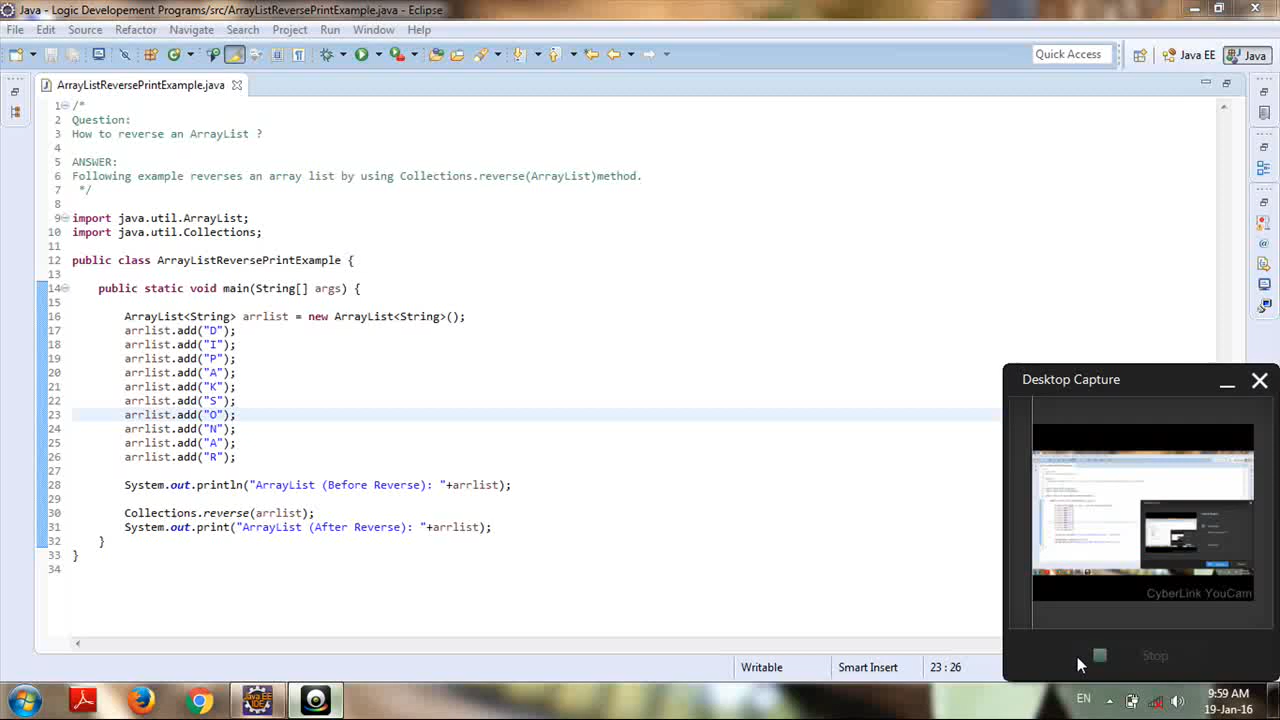 Java - Logic Developement Programs/src/ArrayListReversePrintExample.java - Eclipse
File Edit Source Refactor Navigate Search Project Run Window Help
Quick Access
Java EE
Java
ArrayListReversePrintExample.java
1 /*
2 Question:
3 How to reverse an ArrayList ?
4
5 ANSWER:
6 Following example reverses an array list by using Collections.reverse(ArrayList)method.
7 */
8
9 import java.util.ArrayList;
10 import java.util.Collections;
11
12 public class ArrayListReversePrintExample {
13
14 public static void main(String[] args) {
15
16 ArrayList<String> arrlist = new ArrayList<String>();
17 arrlist.add("D");
18 arrlist.add("I");
19 arrlist.add("P");
20 arrlist.add("A");
21 arrlist.add("K");
22 arrlist.add("S");
23 arrlist.add("O");
24 arrlist.add("N");
25 arrlist.add("A");
26 arrlist.add("R");
27
28 System.out.println("ArrayList (Before Reverse): "+arrlist);
29
30 Collections.reverse(arrlist);
31 System.out.print("ArrayList (After Reverse): "+arrlist);
32 }
33 }
34
Desktop Capture
CyberLink YouCam
Stop
Writable
Smart Insert
23 : 26
Java EE
IDE
EN
9:59 AM
19-Jan-16